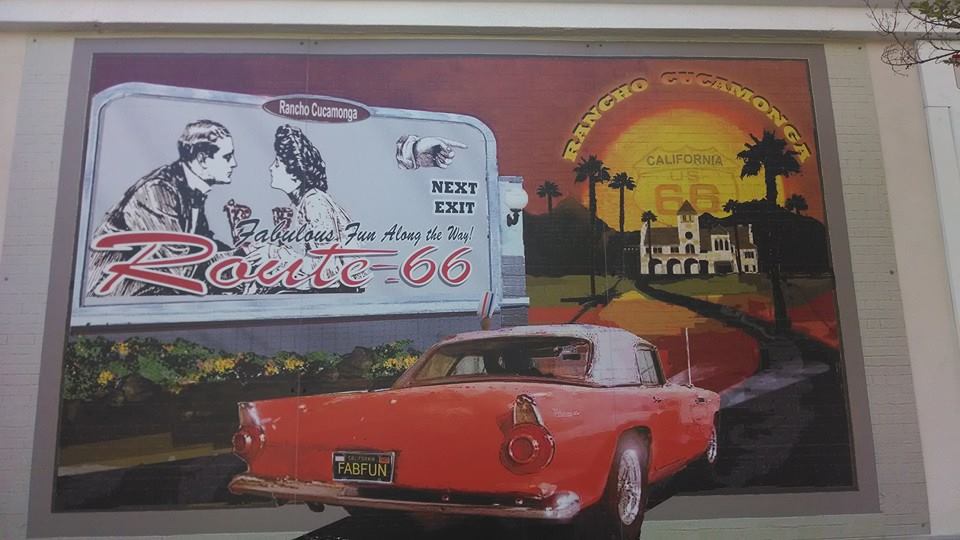 Rancho Cucamonga
NEXT
EXIT
Fabulous Fun Along the Way!
Route 66
RANCHO CUCAMONGA
CALIFORNIA
US
66
CALIFORNIA
FABFUN